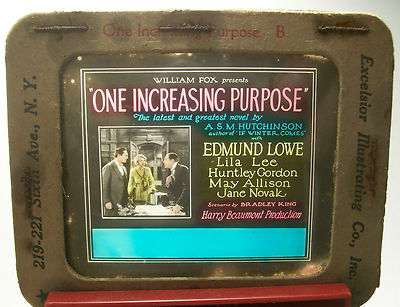 One Increasing Purpose B
WILLIAM FOX presents
"ONE INCREASING PURPOSE"
The latest and greatest novel by
A.S.M. HUTCHINSON
author of "IF WINTER COMES"
with
EDMUND LOWE
Lila Lee
Huntley Gordon
May Allison
Jane Novak
Scenario by BRADLEY KING
Harry Beaumont Production
219-221 Sixth Ave., N. Y.
Excelsior Illustrating Co., Inc.